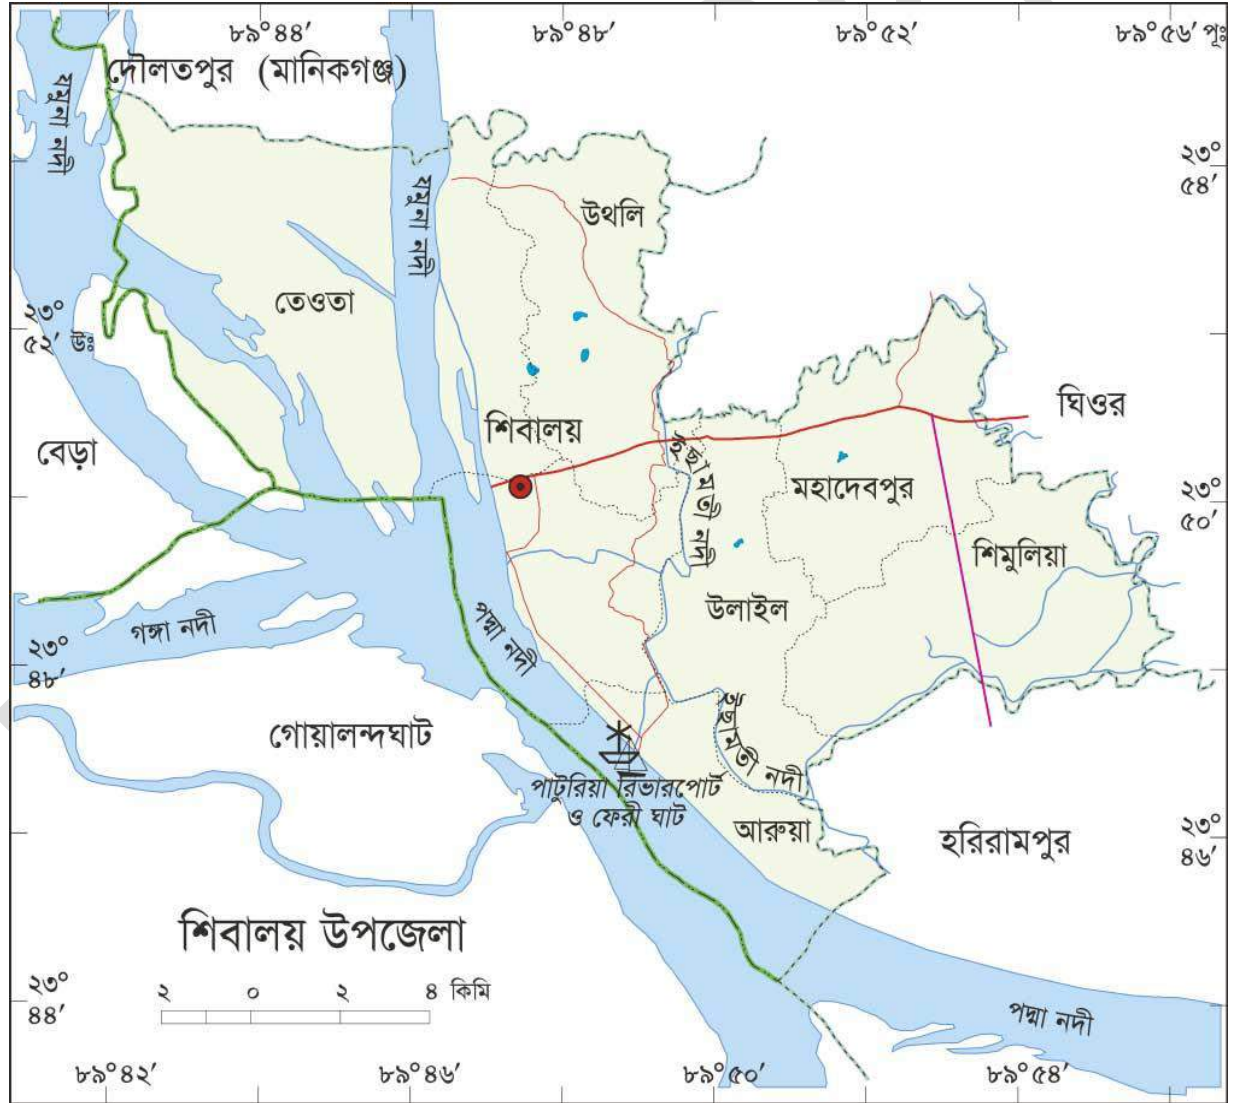 ৮৯°৪৪′
৮৯°৪৮′
৮৯°৫২′
৮৯°৫৬′ পূঃ
দৌলতপুর (মানিকগঞ্জ)
যমুনা নদী
যমুনা নদী
২৩°
৫৪′
উথলি
তেওতা
২৩°
৫২′ উঃ
ঘিওর
শিবালয়
বেড়া
ইছামতী নদী
মহাদেবপুর
২৩°
৫০′
শিমুলিয়া
উলাইল
গঙ্গা নদী
পদ্মা নদী
২৩°
৪৮′
গোয়ালন্দঘাট
ইছামতী নদী
পাটুরিয়া রিভারপোর্ট
ও ফেরী ঘাট
আরুয়া
হরিরামপুর
২৩°
৪৬′
শিবালয় উপজেলা
২৩°
৪৪′
২ ০ ২ ৪ কিমি
পদ্মা নদী
৮৯°৪২′
৮৯°৪৬′
৮৯°৫০′
৮৯°৫৪′